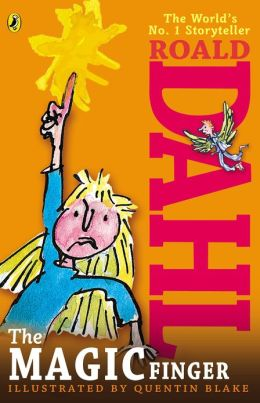 The World's
No. 1 Storyteller
ROALD
DAHL
The
MAGIC FINGER
ILLUSTRATED BY QUENTIN BLAKE